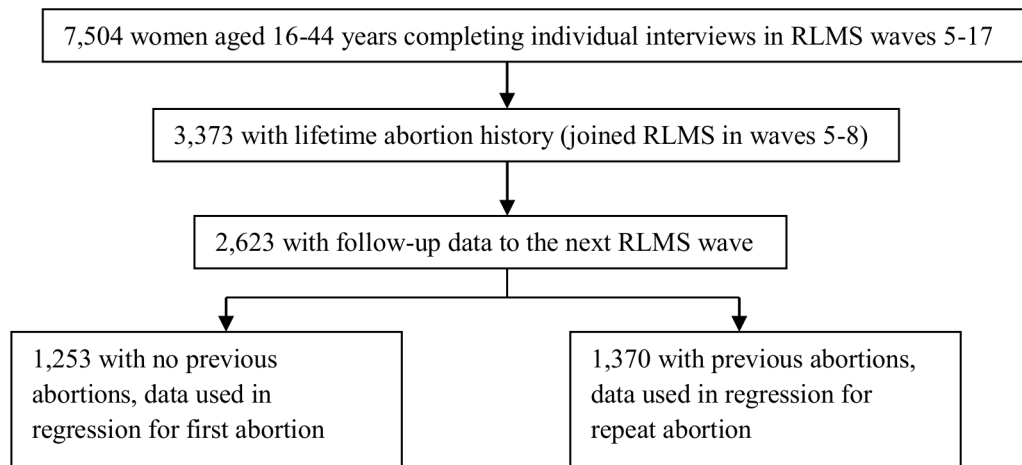 7,504 women aged 16-44 years completing individual interviews in RLMS waves 5-17
3,373 with lifetime abortion history (joined RLMS in waves 5-8)
2,623 with follow-up data to the next RLMS wave
1,253 with no previous
abortions, data used in
regression for first abortion
1,370 with previous abortions,
data used in regression for
repeat abortion